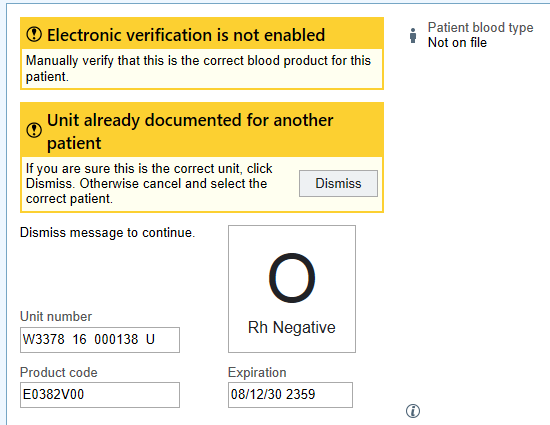 Electronic verification is not enabled
Manually verify that this is the correct blood product for this
patient.
Unit already documented for another
patient
If you are sure this is the correct unit, click
Dismiss. Otherwise cancel and select the
correct patient.
Dismiss
Dismiss message to continue.
O
Rh Negative
Unit number
W3378 16 000138 U
Product code
E0382V00
Expiration
08/12/30 2359
Patient blood type
Not on file